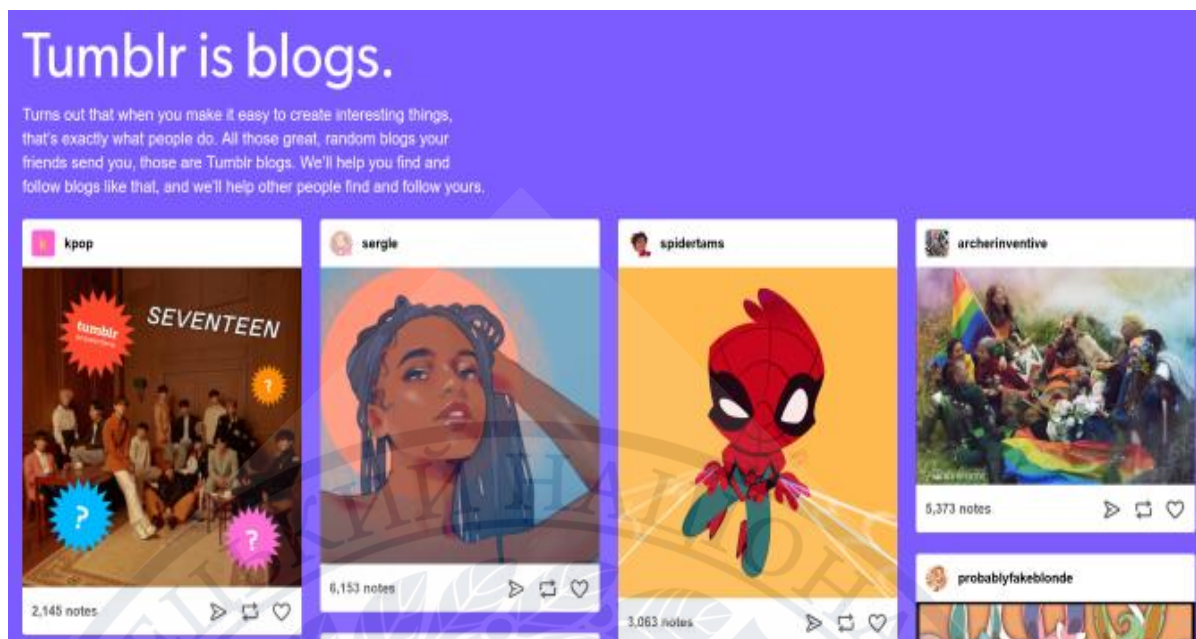 Tumblr is blogs.
Turns out that when you make it easy to create interesting things,
that's exactly what people do. All those great, random blogs your
friends send you, those are Tumblr blogs. We'll help you find and
follow blogs like that, and we'll help other people find and follow yours.
kpop
tumblr
SEVENTEEN
?
?
?
2,145 notes
sergle
6,153 notes
spidertams
3,063 notes
archerinventive
5,373 notes
probablyfakeblonde